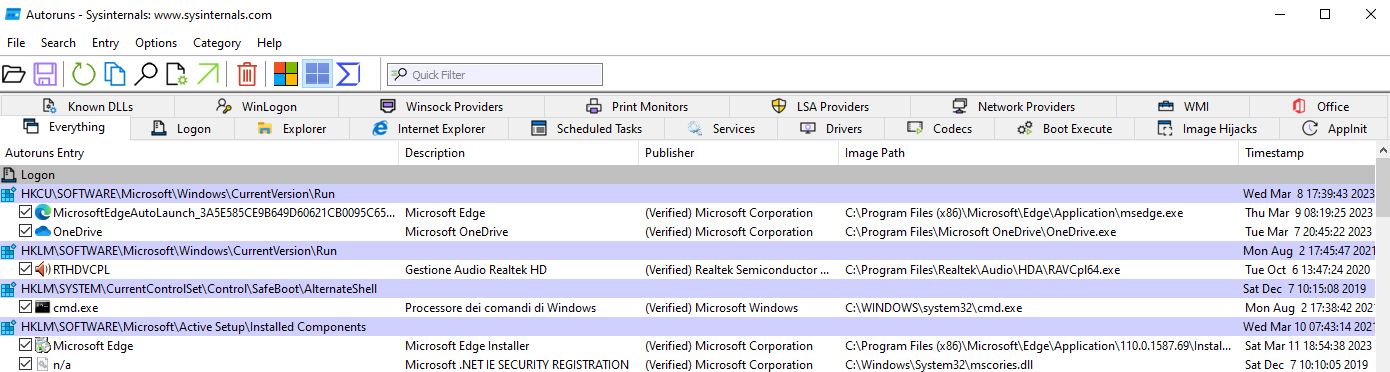 Autoruns - Sysinternals: www.sysinternals.com
File Search Entry Options Category Help
Quick Filter
Known DLLs WinLogon Winsock Providers Print Monitors LSA Providers Network Providers WMI Office
Everything Logon Explorer Internet Explorer Scheduled Tasks Services Drivers Codecs Boot Execute Image Hijacks AppInit
Autoruns Entry Description Publisher Image Path Timestamp
Logon
HKCU\SOFTWARE\Microsoft\Windows\CurrentVersion\Run Wed Mar 8 17:39:43 2023
MicrosoftEdgeAutoLaunch_3A5E585CE9B649D60621CB0095C65... Microsoft Edge (Verified) Microsoft Corporation C:\Program Files (x86)\Microsoft\Edge\Application\msedge.exe Thu Mar 9 08:19:25 2023
OneDrive Microsoft OneDrive (Verified) Microsoft Corporation C:\Program Files\Microsoft OneDrive\OneDrive.exe Tue Mar 7 20:45:22 2023
HKLM\SOFTWARE\Microsoft\Windows\CurrentVersion\Run Mon Aug 2 17:45:47 2021
RTHDVCPL Gestione Audio Realtek HD (Verified) Realtek Semiconductor ... C:\Program Files\Realtek\Audio\HDA\RAVCpl64.exe Tue Oct 6 13:47:24 2020
HKLM\SYSTEM\CurrentControlSet\Control\SafeBoot\AlternateShell Sat Dec 7 10:15:08 2019
cmd.exe Processore dei comandi di Windows (Verified) Microsoft Windows C:\WINDOWS\system32\cmd.exe Mon Aug 2 17:38:42 2021
HKLM\SOFTWARE\Microsoft\Active Setup\Installed Components Wed Mar 10 07:43:14 2021
Microsoft Edge Microsoft Edge Installer (Verified) Microsoft Corporation C:\Program Files (x86)\Microsoft\Edge\Application\110.0.1587.69\Instal... Sat Mar 11 18:54:38 2023
n/a Microsoft .NET IE SECURITY REGISTRATION (Verified) Microsoft Corporation C:\Windows\System32\mscories.dll Sat Dec 7 10:10:05 2019